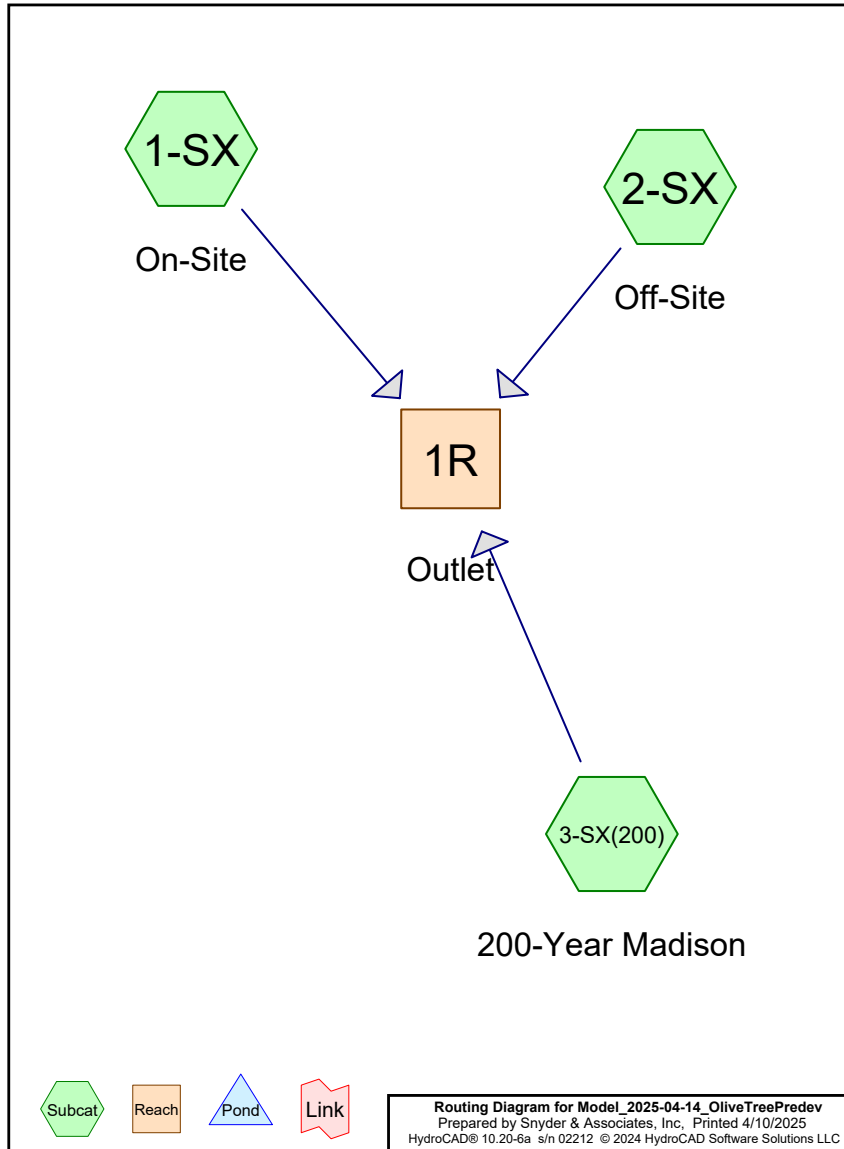 1-SX
On-Site
2-SX
Off-Site
1R
Outlet
3-SX(200)
200-Year Madison
Subcat
Reach
Pond
Link
Routing Diagram for Model_2025-04-14_OliveTreePredev
Prepared by Snyder & Associates, Inc, Printed 4/10/2025
HydroCAD® 10.20-6a s/n 02212 © 2024 HydroCAD Software Solutions LLC